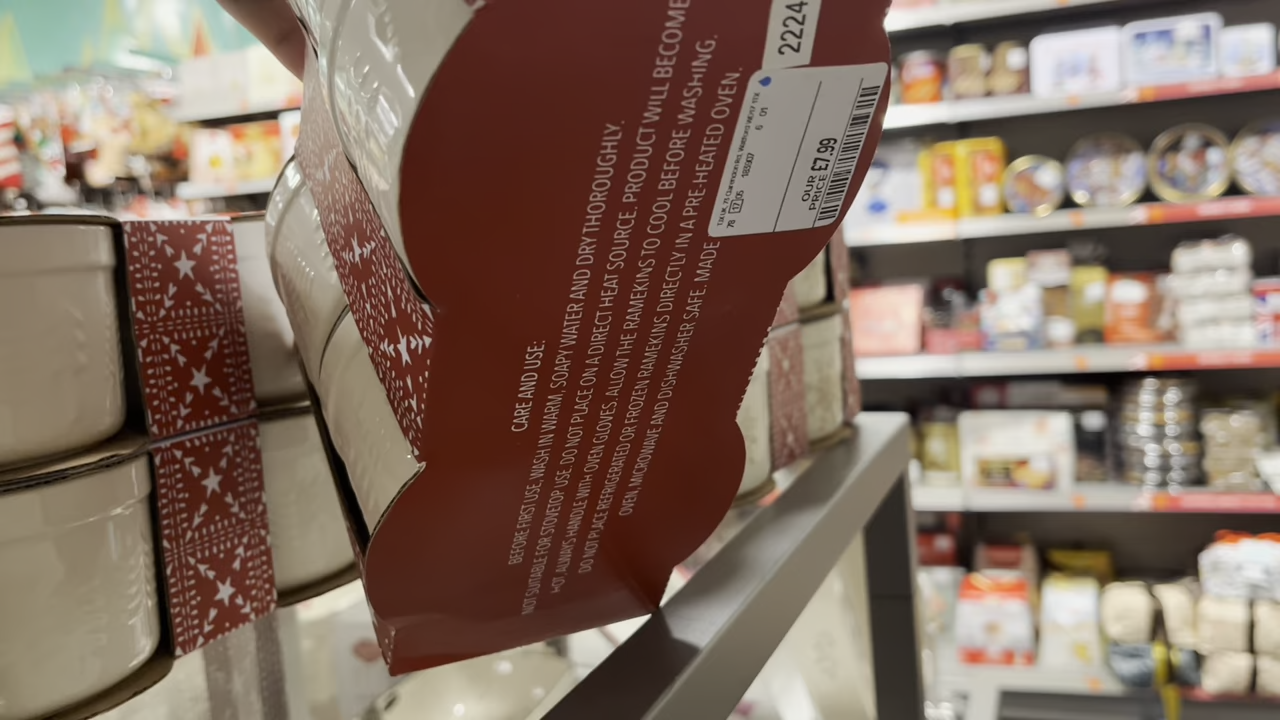 CARE AND USE:
BEFORE FIRST USE, WASH IN WARM, SOAPY WATER AND DRY THOROUGHLY.
NOT SUITABLE FOR STOVETOP USE. DO NOT PLACE ON A DIRECT HEAT SOURCE. PRODUCT WILL BECOME
HOT. ALWAYS HANDLE WITH OVEN GLOVES. ALLOW THE RAMEKINS TO COOL BEFORE WASHING.
DO NOT PLACE REFRIGERATED OR FROZEN RAMEKINS DIRECTLY IN A PRE-HEATED OVEN.
OVEN, MICROWAVE AND DISHWASHER SAFE. MADE
2224
6 01
OUR
PRICE £7.99